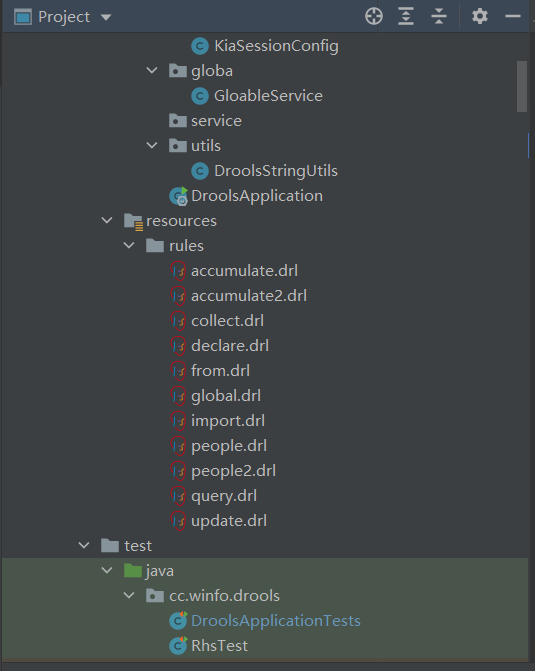 Project
KiaSessionConfig
globa
GloableService
service
utils
DroolsStringUtils
DroolsApplication
resources
rules
accumulate.drl
accumulate2.drl
collect.drl
declare.drl
from.drl
global.drl
import.drl
people.drl
people2.drl
query.drl
update.drl
test
java
cc.winfo.drools
DroolsApplicationTests
RhsTest